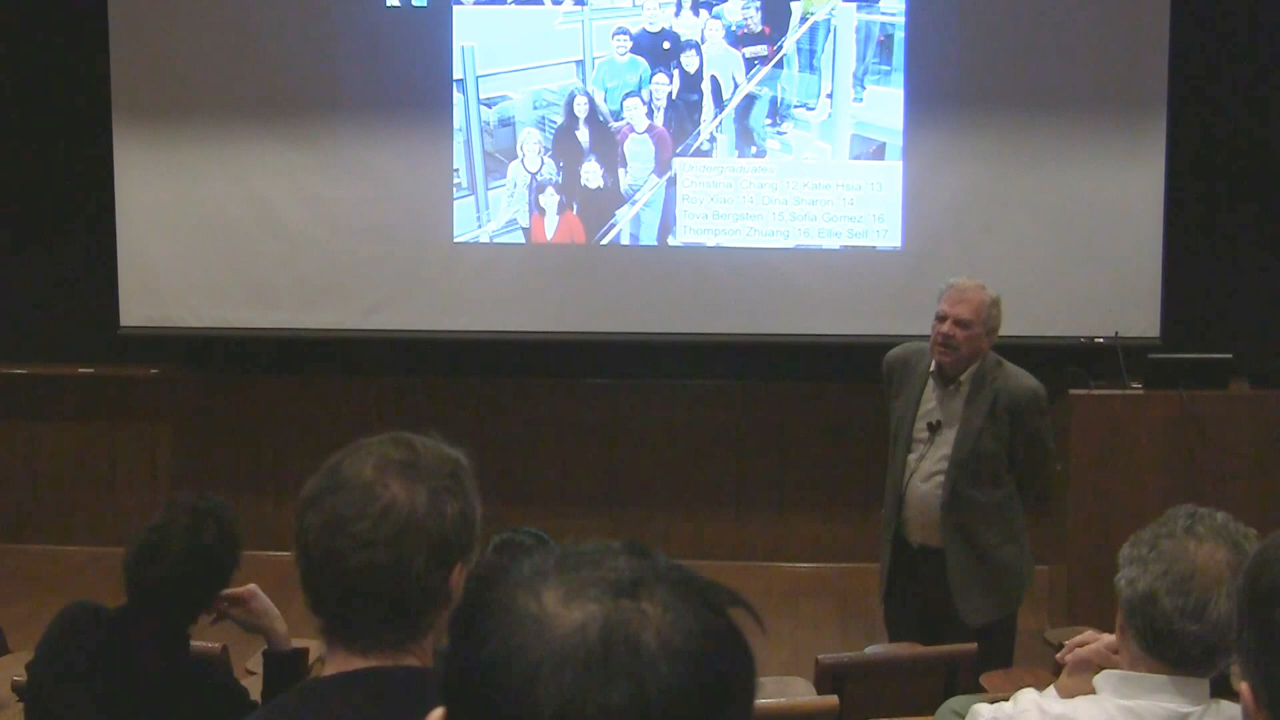 Undergraduates
Christina Chang '12, Katie Hsia '13
Roy Xiao '14, Dina Sharon '14
Tova Bergsten '15, Sofia Gomez '16
Thompson Zhuang '16, Ellie Sell '17